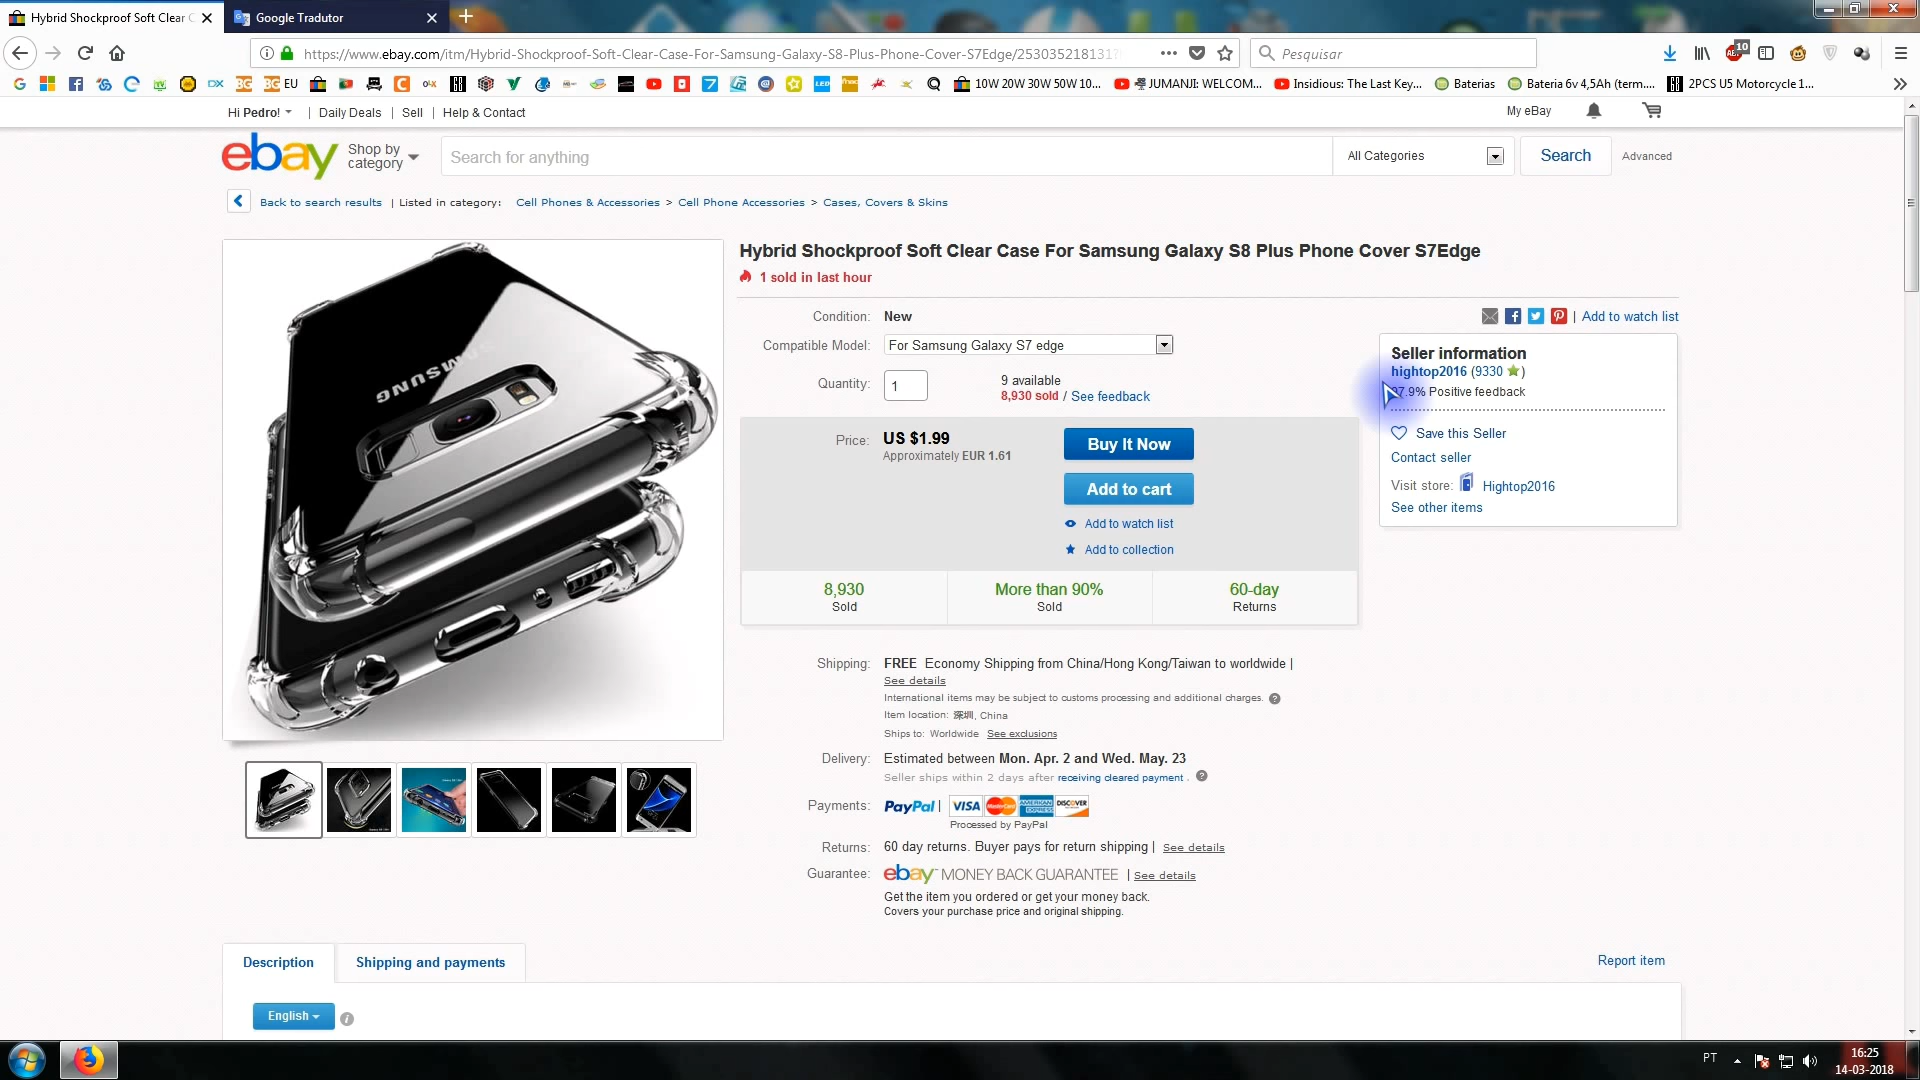 Hybrid Shockproof Soft Clear C
Google Tradutor
https://www.ebay.com/itm/Hybrid-Shockproof-Soft-Clear-Case-For-Samsung-Galaxy-S8-Plus-Phone-Cover-S7Edge/253035218131?
Pesquisar
10
EU
10W 20W 30W 50W 10...
JUMANJI: WELCOM...
Insidious: The Last Key...
Baterias
Bateria 6v 4,5Ah (term....
2PCS U5 Motorcycle 1...
Hi Pedro!
Daily Deals
Sell
Help & Contact
My eBay
ebay
Shop by category
Search for anything
All Categories
Search
Advanced
Back to search results | Listed in category: Cell Phones & Accessories > Cell Phone Accessories > Cases, Covers & Skins
SAMSUNG
Hybrid Shockproof Soft Clear Case For Samsung Galaxy S8 Plus Phone Cover S7Edge
1 sold in last hour
Condition: New
Compatible Model: For Samsung Galaxy S7 edge
Quantity: 1
9 available
8,930 sold / See feedback
Price: US $1.99
Approximately EUR 1.61
Buy It Now
Add to cart
Add to watch list
Add to collection
8,930 Sold
More than 90% Sold
60-day Returns
| Add to watch list
Seller information
hightop2016 (9330 )
97.9% Positive feedback
Save this Seller
Contact seller
Visit store: Hightop2016
See other items
Shipping: FREE Economy Shipping from China/Hong Kong/Taiwan to worldwide |
See details
International items may be subject to customs processing and additional charges.
Item location: 深圳, China
Ships to: Worldwide See exclusions
Delivery: Estimated between Mon. Apr. 2 and Wed. May. 23
Seller ships within 2 days after receiving cleared payment .
Payments: PayPal | VISA MasterCard AMERICAN EXPRESS DISCOVER
Processed by PayPal
Returns: 60 day returns. Buyer pays for return shipping | See details
Guarantee: ebay MONEY BACK GUARANTEE | See details
Get the item you ordered or get your money back.
Covers your purchase price and original shipping.
Description
Shipping and payments
Report item
English
PT
16:25
14-03-2018